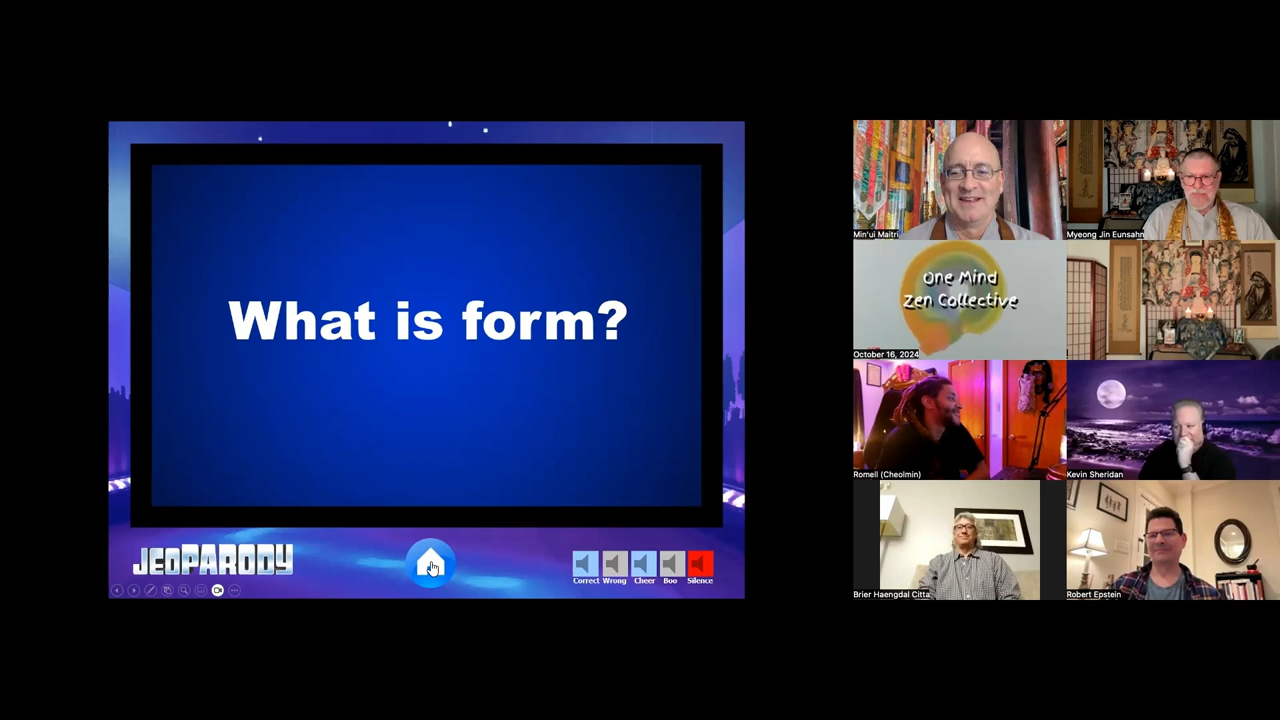 What is form?
JEOPARODY
Correct Wrong Cheer Boo Silence
Min'ui Maitri
Myeong Jin Eunsahn
One Mind
Zen Collective
October 16, 2024
Romell (Cheolmin)
Kevin Sheridan
Brier Haengdal Citta
Robert Epstein